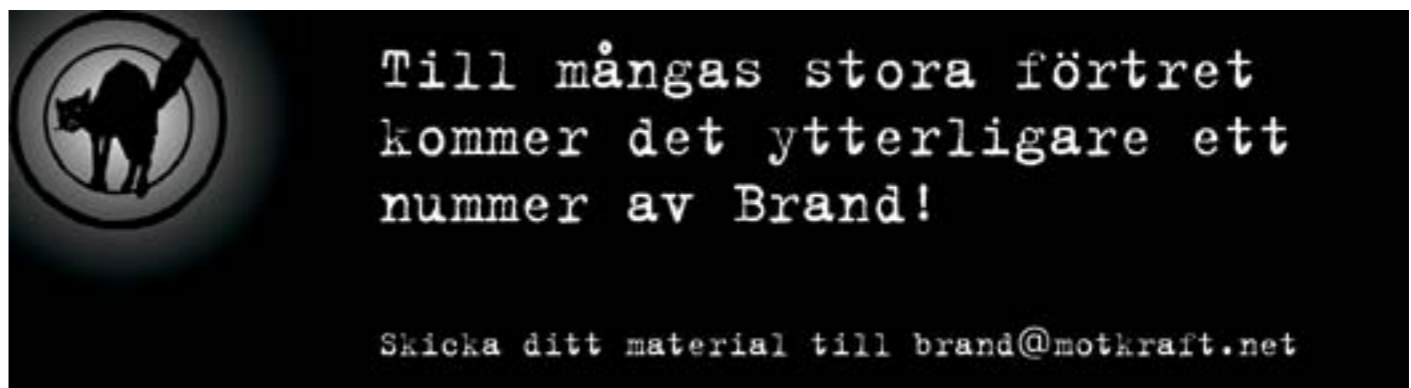 Till mångas stora förtret
kommer det ytterligare ett
nummer av Brand!
Skicka ditt material till brand@motkraft.net